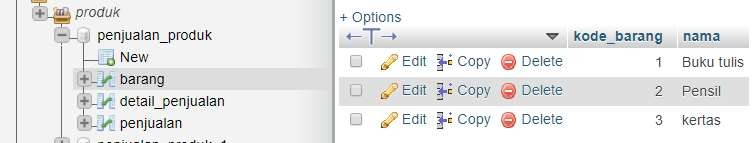 produk
penjualan_produk
New
barang
detail_penjualan
penjualan
+ Options
←T→ kode_barang nama
Edit Copy Delete 1 Buku tulis
Edit Copy Delete 2 Pensil
Edit Copy Delete 3 kertas